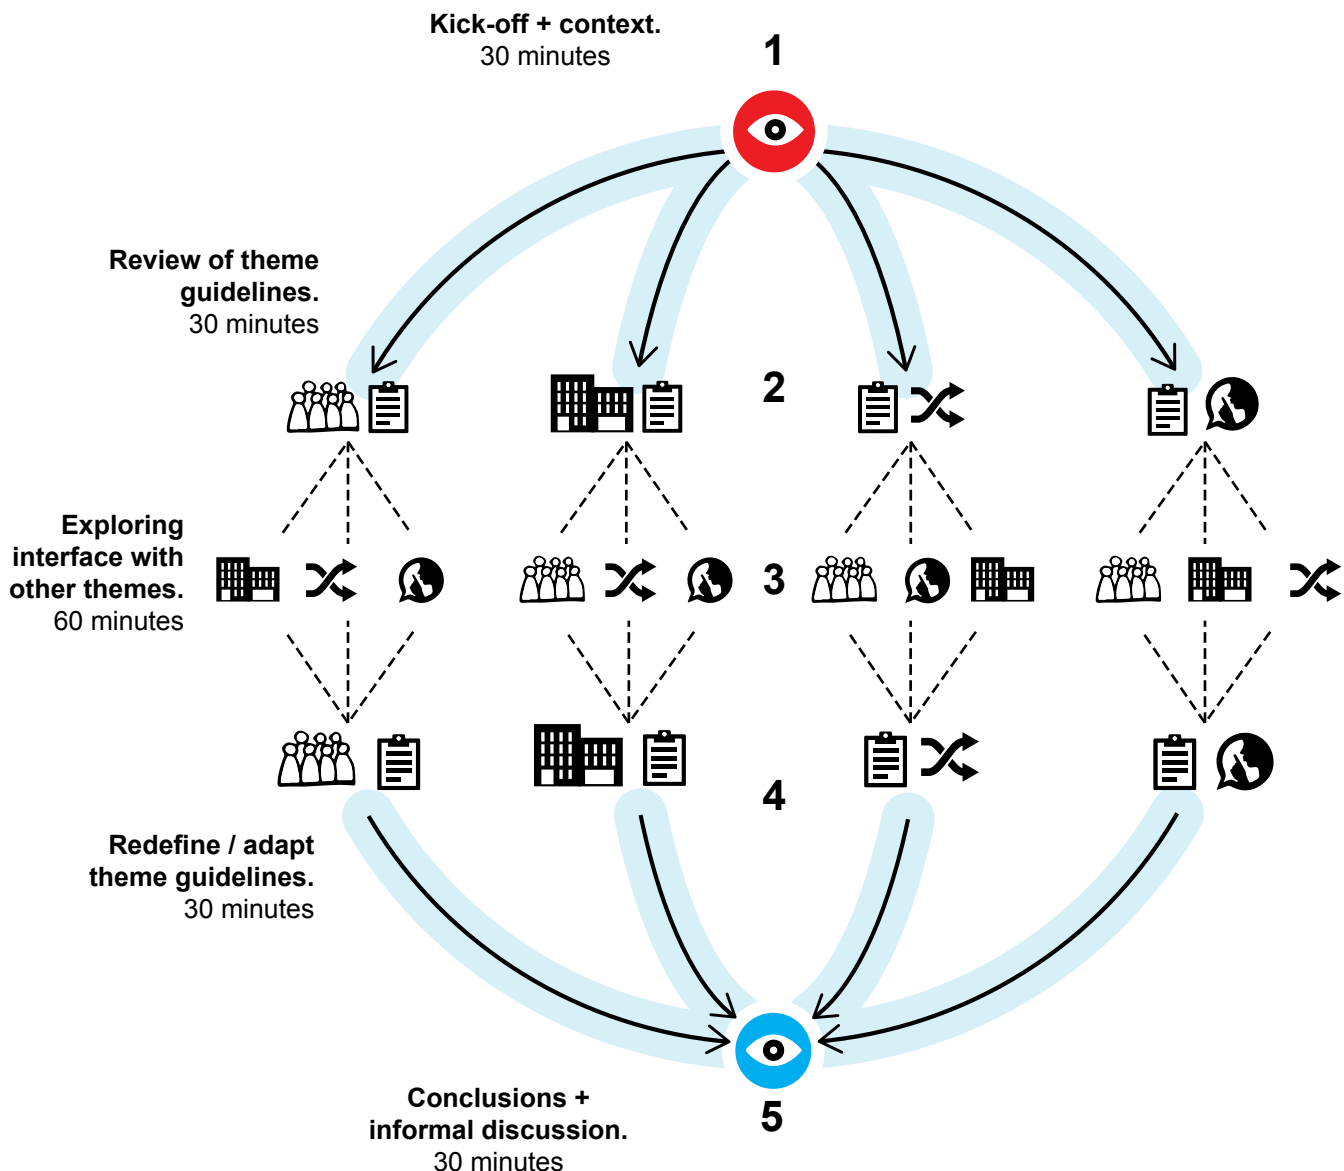 Kick-off + context.
30 minutes
1
Review of theme
guidelines.
30 minutes
2
Exploring
interface with
other themes.
60 minutes
3
4
Redefine / adapt
theme guidelines.
30 minutes
Conclusions +
informal discussion.
30 minutes
5